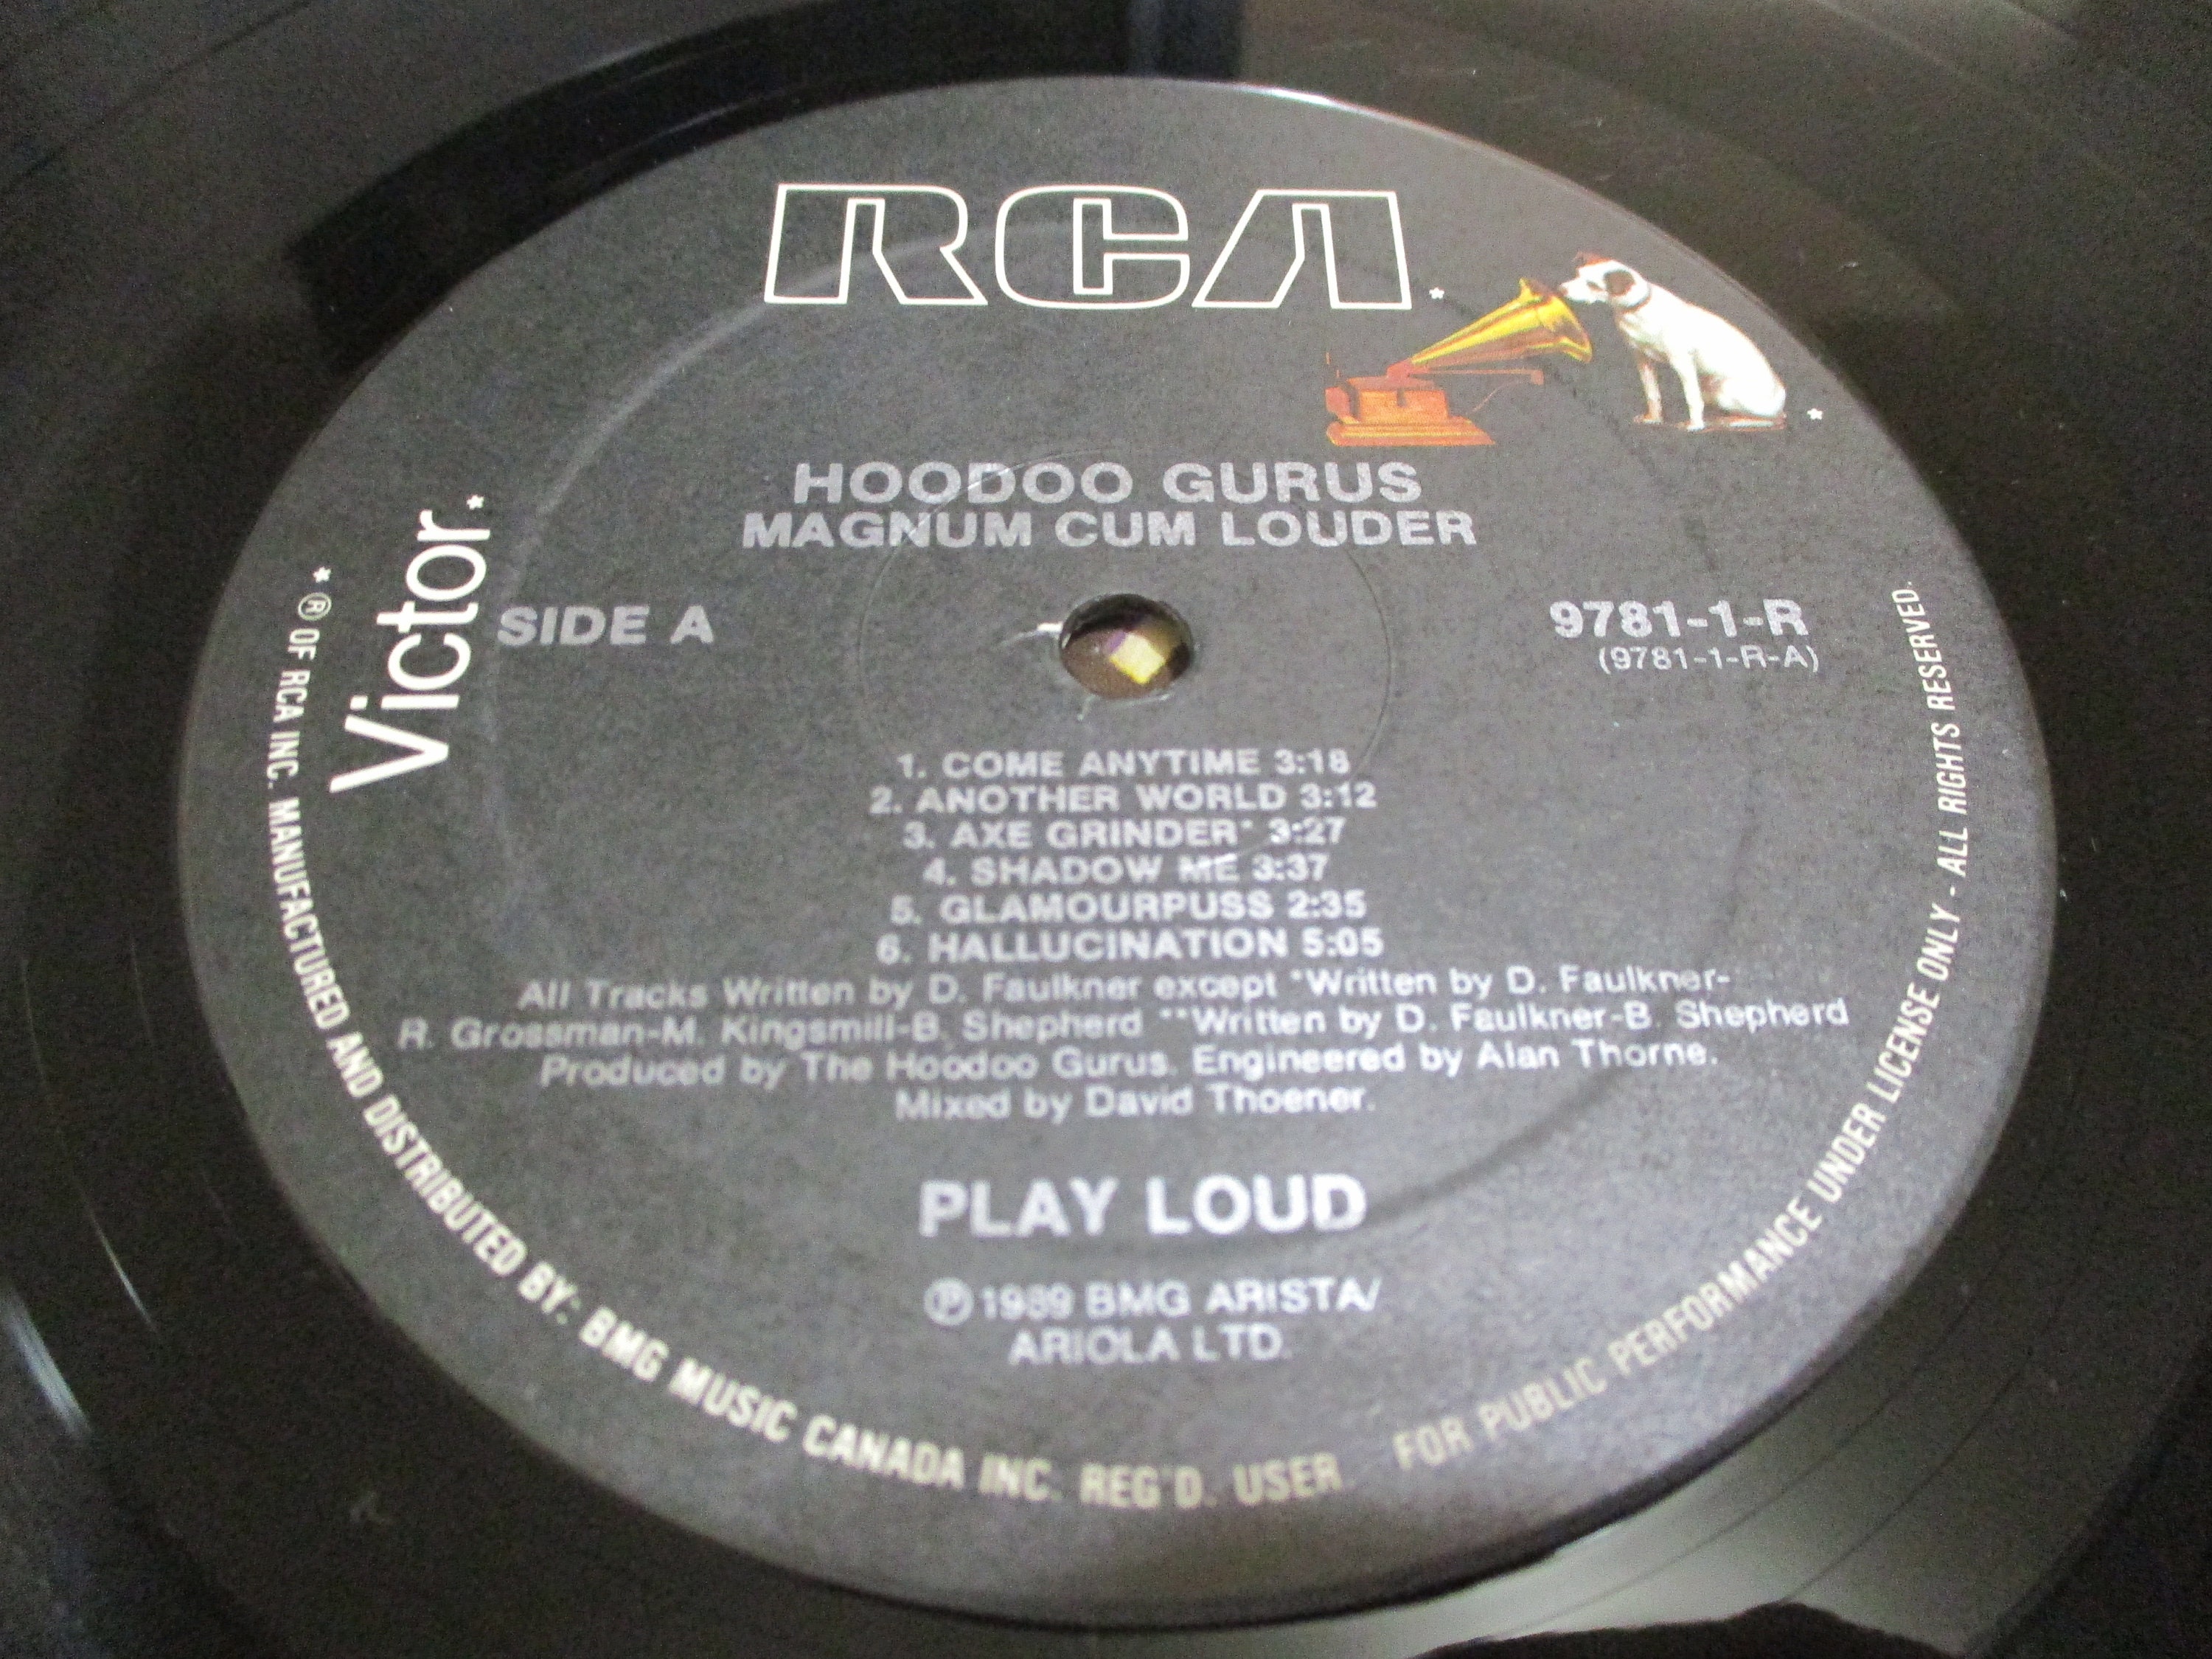 RCA*
*
Victor.*
HOODOO GURUS
MAGNUM CUM LOUDER
SIDE A
9781-1-R
(9781-1-R-A)
1. COME ANYTIME 3:18
2. ANOTHER WORLD 3:12
3. AXE GRINDER* 3:27
4. SHADOW ME 3:37
5. GLAMOURPUSS 2:35
6. HALLUCINATION 5:05
All Tracks Written by D. Faulkner except *Written by D. Faulkner-
R. Grossman-M. Kingsmill-B. Shepherd **Written by D. Faulkner-B. Shepherd
Produced by The Hoodoo Gurus. Engineered by Alan Thorne.
Mixed by David Thoener.
PLAY LOUD
℗ 1989 BMG ARISTA/
ARIOLA LTD.
* ® OF RCA INC. MANUFACTURED AND DISTRIBUTED BY: BMG MUSIC CANADA INC. REG'D. USER. FOR PUBLIC PERFORMANCE UNDER LICENSE ONLY - ALL RIGHTS RESERVED.